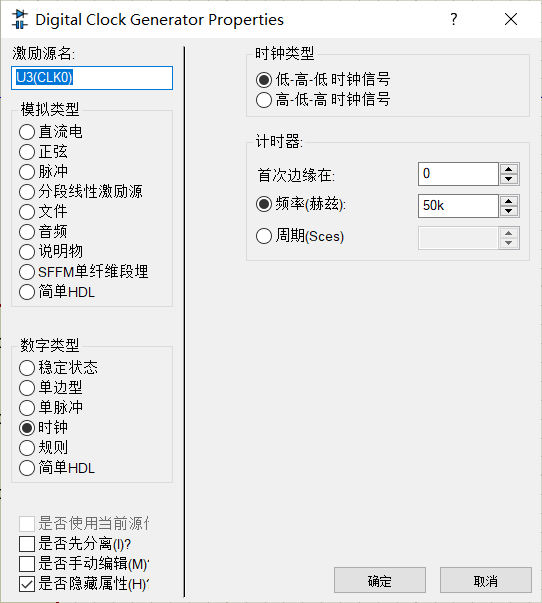 Digital Clock Generator Properties
激励源名:
U3(CLK0)
模拟类型
直流电
正弦
脉冲
分段线性激励源
文件
音频
说明物
SFFM单纤维段埋
简单HDL
数字类型
稳定状态
单边型
单脉冲
时钟
规则
简单HDL
是否使用当前源
是否先分离(I)?
是否手动编辑(M)?
是否隐藏属性(H)?
时钟类型
低-高-低 时钟信号
高-低-高 时钟信号
计时器:
首次边缘在: 0
频率(赫兹): 50k
周期(Sces)
确定 取消